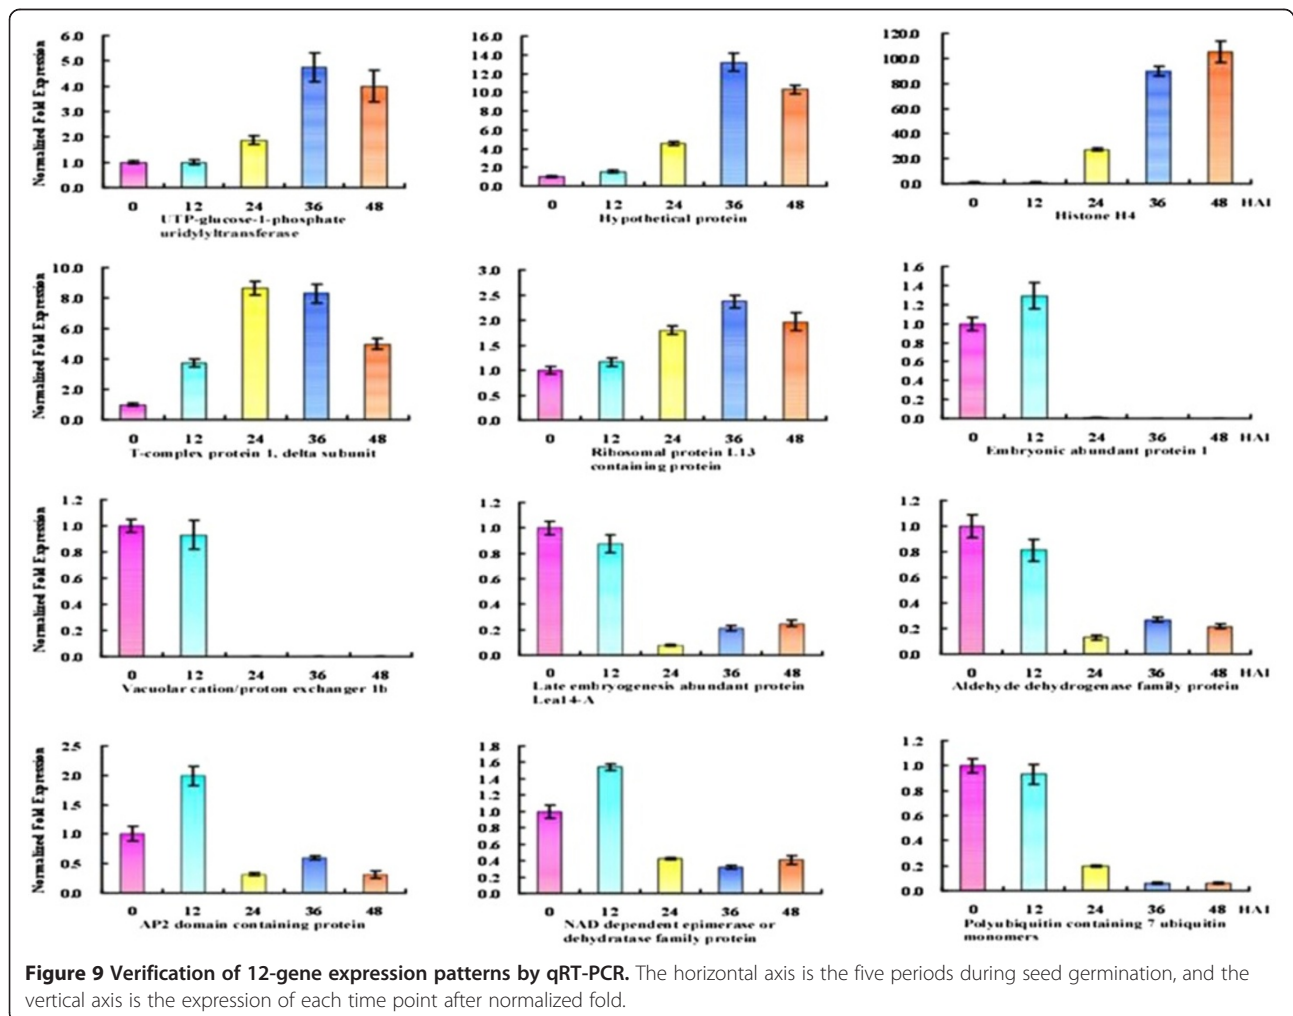 Normalized Fold Expression
6.0
5.0
4.0
3.0
2.0
1.0
0.0
0 12 24 36 48
UTP-glucose-1-phosphate
uridylyltransferase
16.0
14.0
12.0
10.0
8.0
6.0
4.0
2.0
0.0
0 12 24 36 48
Hypothetical protein
120.0
100.0
80.0
60.0
40.0
20.0
0.0
0 12 24 36 48 HAI
Histone H4
Normalized Fold Expression
10.0
8.0
6.0
4.0
2.0
0.0
0 12 24 36 48
T-complex protein 1, delta subunit
3.0
2.5
2.0
1.5
1.0
0.5
0.0
0 12 24 36 48
Ribosomal protein L13
containing protein
1.6
1.4
1.2
1.0
0.8
0.6
0.4
0.2
0.0
0 12 24 36 48 HAI
Embryonic abundant protein 1
Normalized Fold Expression
1.2
1.0
0.8
0.6
0.4
0.2
0.0
0 12 24 36 48
Vacuolar cation/proton exchanger 1b
1.2
1.0
0.8
0.6
0.4
0.2
0.0
0 12 24 36 48
Late embryogenesis abundant protein
Lea14-A
1.2
1.0
0.8
0.6
0.4
0.2
0.0
0 12 24 36 48 HAI
Aldehyde dehydrogenase family protein
Normalized Fold Expression
2.5
2.0
1.5
1.0
0.5
0.0
0 12 24 36 48
AP2 domain containing protein
1.8
1.6
1.4
1.2
1.0
0.8
0.6
0.4
0.2
0.0
0 12 24 36 48
NAD dependent epimerase or
dehydratase family protein
1.2
1.0
0.8
0.6
0.4
0.2
0.0
0 12 24 36 48 HAI
Polyubiquitin containing 7 ubiquitin
monomers
Figure 9 Verification of 12-gene expression patterns by qRT-PCR. The horizontal axis is the five periods during seed germination, and the
vertical axis is the expression of each time point after normalized fold.